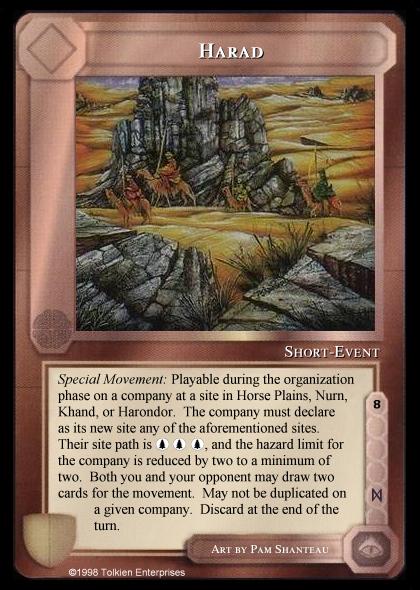 HARAD
SHORT-EVENT
Special Movement: Playable during the organization
phase on a company at a site in Horse Plains, Nurn,
Khand, or Harondor. The company must declare
as its new site any of the aforementioned sites.
Their site path is , and the hazard limit for
the company is reduced by two to a minimum of
two. Both you and your opponent may draw two
cards for the movement. May not be duplicated on
a given company. Discard at the end of the
turn.
8
ART BY PAM SHANTEAU
©1998 Tolkien Enterprises